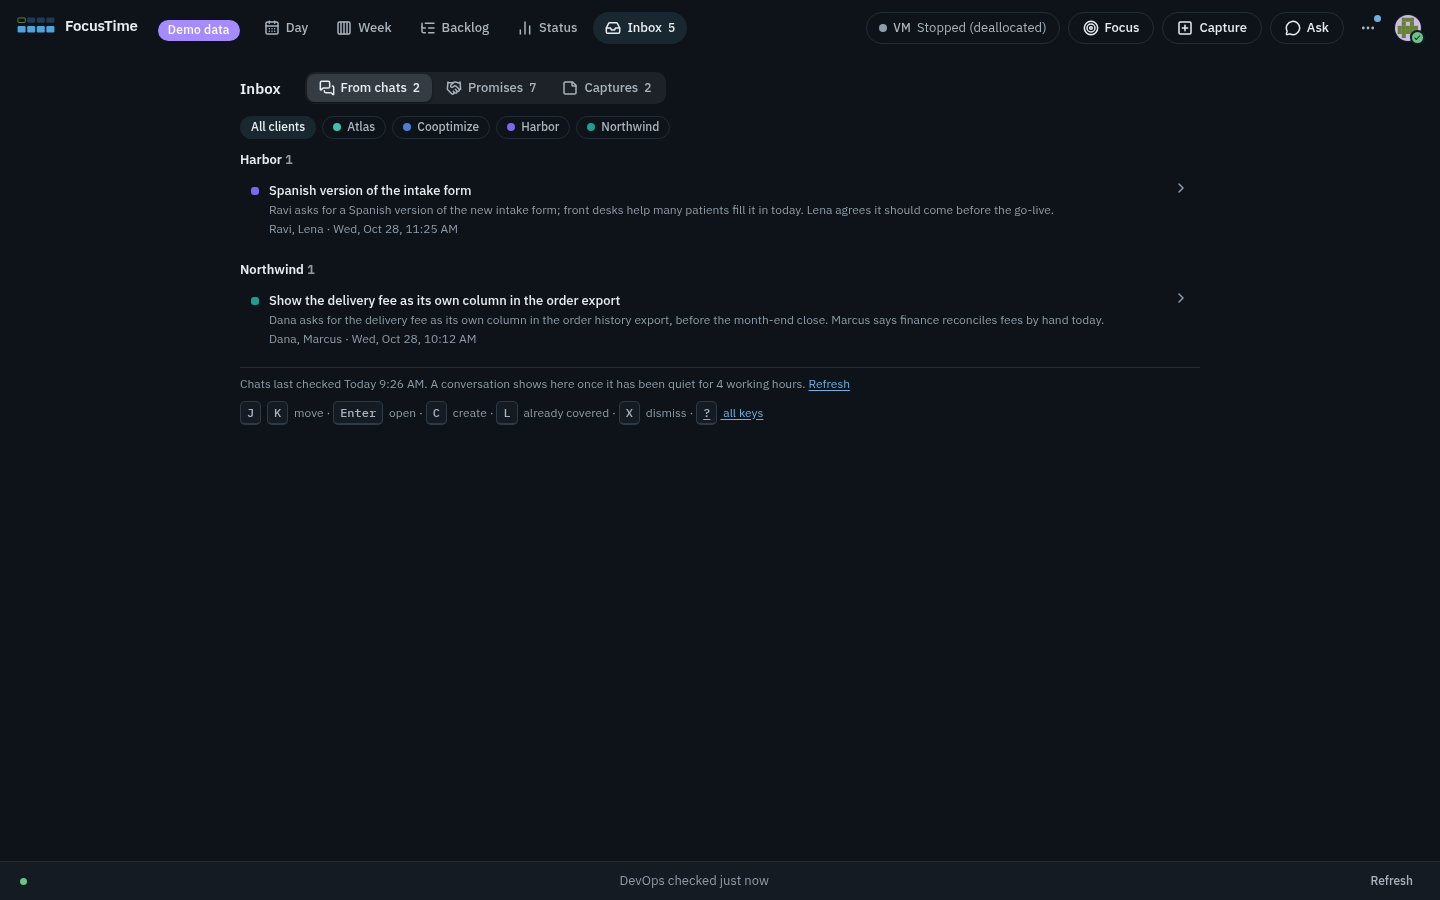 FocusTime
Demo data
Day
Week
Backlog
Status
Inbox 5
VM Stopped (deallocated)
Focus
Capture
Ask
Inbox
From chats 2
Promises 7
Captures 2
All clients
Atlas
Cooptimize
Harbor
Northwind
Harbor 1
Spanish version of the intake form
Ravi asks for a Spanish version of the new intake form; front desks help many patients fill it in today. Lena agrees it should come before the go-live.
Ravi, Lena · Wed, Oct 28, 11:25 AM
Northwind 1
Show the delivery fee as its own column in the order export
Dana asks for the delivery fee as its own column in the order history export, before the month-end close. Marcus says finance reconciles fees by hand today.
Dana, Marcus · Wed, Oct 28, 10:12 AM
Chats last checked Today 9:26 AM. A conversation shows here once it has been quiet for 4 working hours. Refresh
J K move · Enter open · C create · L already covered · X dismiss · ? all keys
DevOps checked just now
Refresh